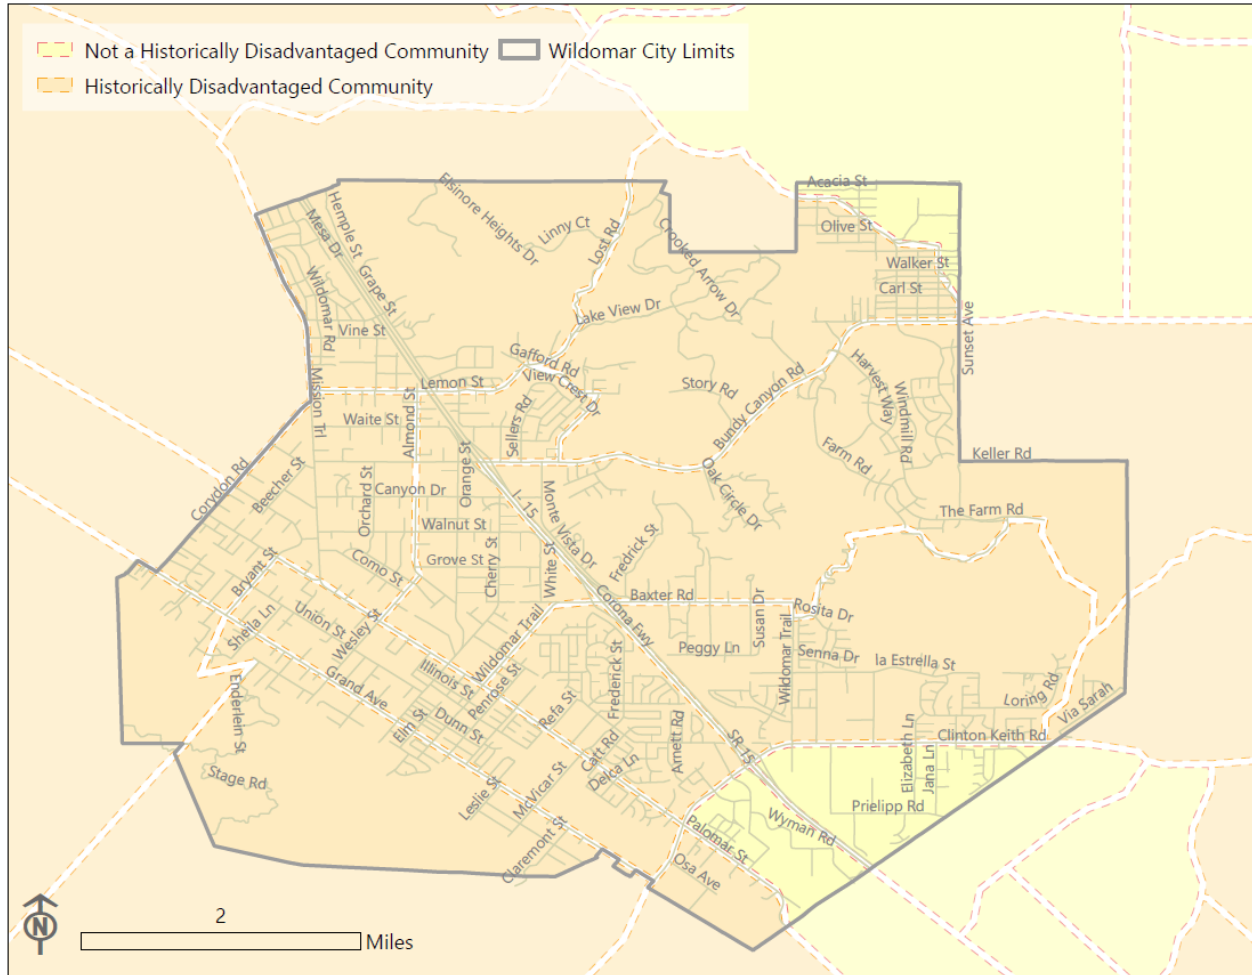 Not a Historically Disadvantaged Community
Wildomar City Limits
Historically Disadvantaged Community
Acacia St
Olive St
Walker St
Carl St
Sunset Ave
Hemple St
Mesa Dr
Grape St
Elsinore Heights Dr
Linny Ct
Lost Rd
Crooked Arrow Dr
Lake View Dr
Wildomar Rd
Vine St
Mission Trl
Lemon St
Gafford Rd
View Crest Dr
Story Rd
Bundy Canyon Rd
Harvest Way
Windmill Rd
Farm Rd
Keller Rd
Waite St
Almond St
Sellers Rd
Corydon Rd
Beecher St
Orchard St
Canyon Dr
Orange St
I- 15
Monte Vista Dr
Oak Circle Dr
The Farm Rd
Walnut St
Grove St
Cherry St
White St
Fredrick St
Como St
Bryant St
Sheila Ln
Union St
Wesley St
Wildomar Trail
Corona Fwy
Baxter Rd
Susan Dr
Rosita Dr
Peggy Ln
Wildomar Trail
Senna Dr
la Estrella St
Loring Rd
Via Sarah
Enderlein St
Grand Ave
Illinois St
Penrose St
Refa St
Frederick St
Elm St
Dunn St
Catt Rd
Delca Ln
Arnett Rd
SR 15
Elizabeth Ln
Jana Ln
Clinton Keith Rd
Stage Rd
Leslie St
McVicar St
Claremont St
Palomar St
Osa Ave
Wyman Rd
Prielipp Rd
N
2
Miles